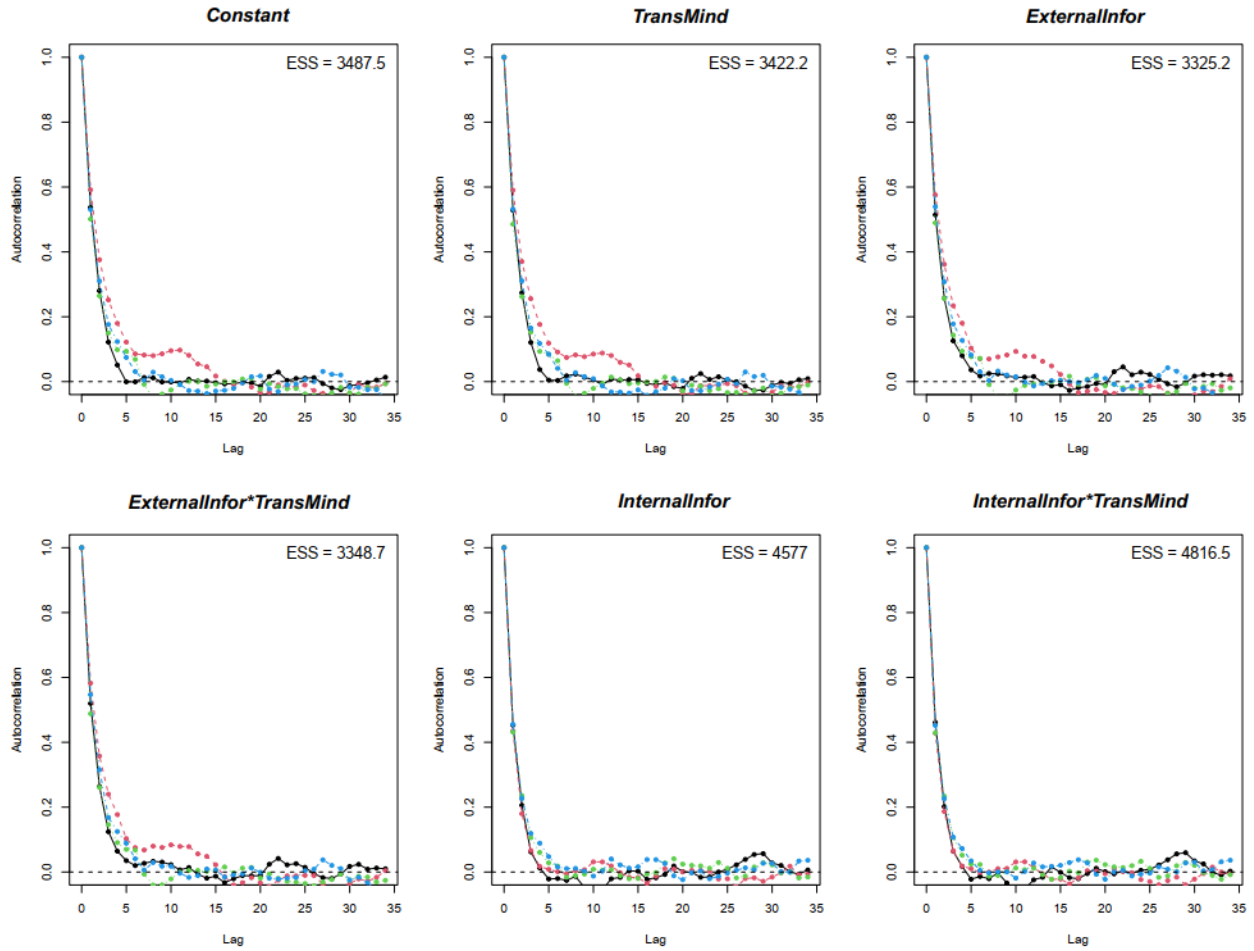 Constant
ESS = 3487.5
Autocorrelation
0.0 0.2 0.4 0.6 0.8 1.0
0 5 10 15 20 25 30 35
Lag
TransMind
ESS = 3422.2
Autocorrelation
0.0 0.2 0.4 0.6 0.8 1.0
0 5 10 15 20 25 30 35
Lag
ExternalInfor
ESS = 3325.2
Autocorrelation
0.0 0.2 0.4 0.6 0.8 1.0
0 5 10 15 20 25 30 35
Lag
ExternalInfor*TransMind
ESS = 3348.7
Autocorrelation
0.0 0.2 0.4 0.6 0.8 1.0
0 5 10 15 20 25 30 35
Lag
InternalInfor
ESS = 4577
Autocorrelation
0.0 0.2 0.4 0.6 0.8 1.0
0 5 10 15 20 25 30 35
Lag
InternalInfor*TransMind
ESS = 4816.5
Autocorrelation
0.0 0.2 0.4 0.6 0.8 1.0
0 5 10 15 20 25 30 35
Lag